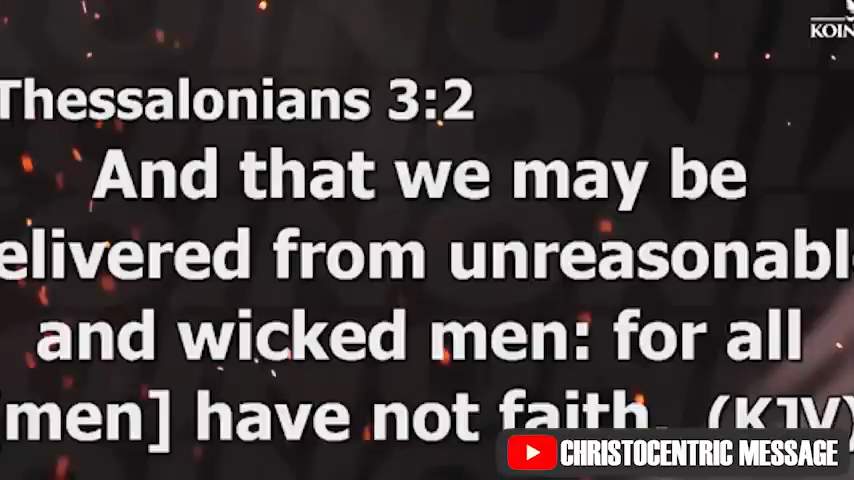 KOIN
Thessalonians 3:2
And that we may be
elivered from unreasonabl
and wicked men: for all
[men] have not faith. (KJV)
CHRISTOCENTRIC MESSAGE